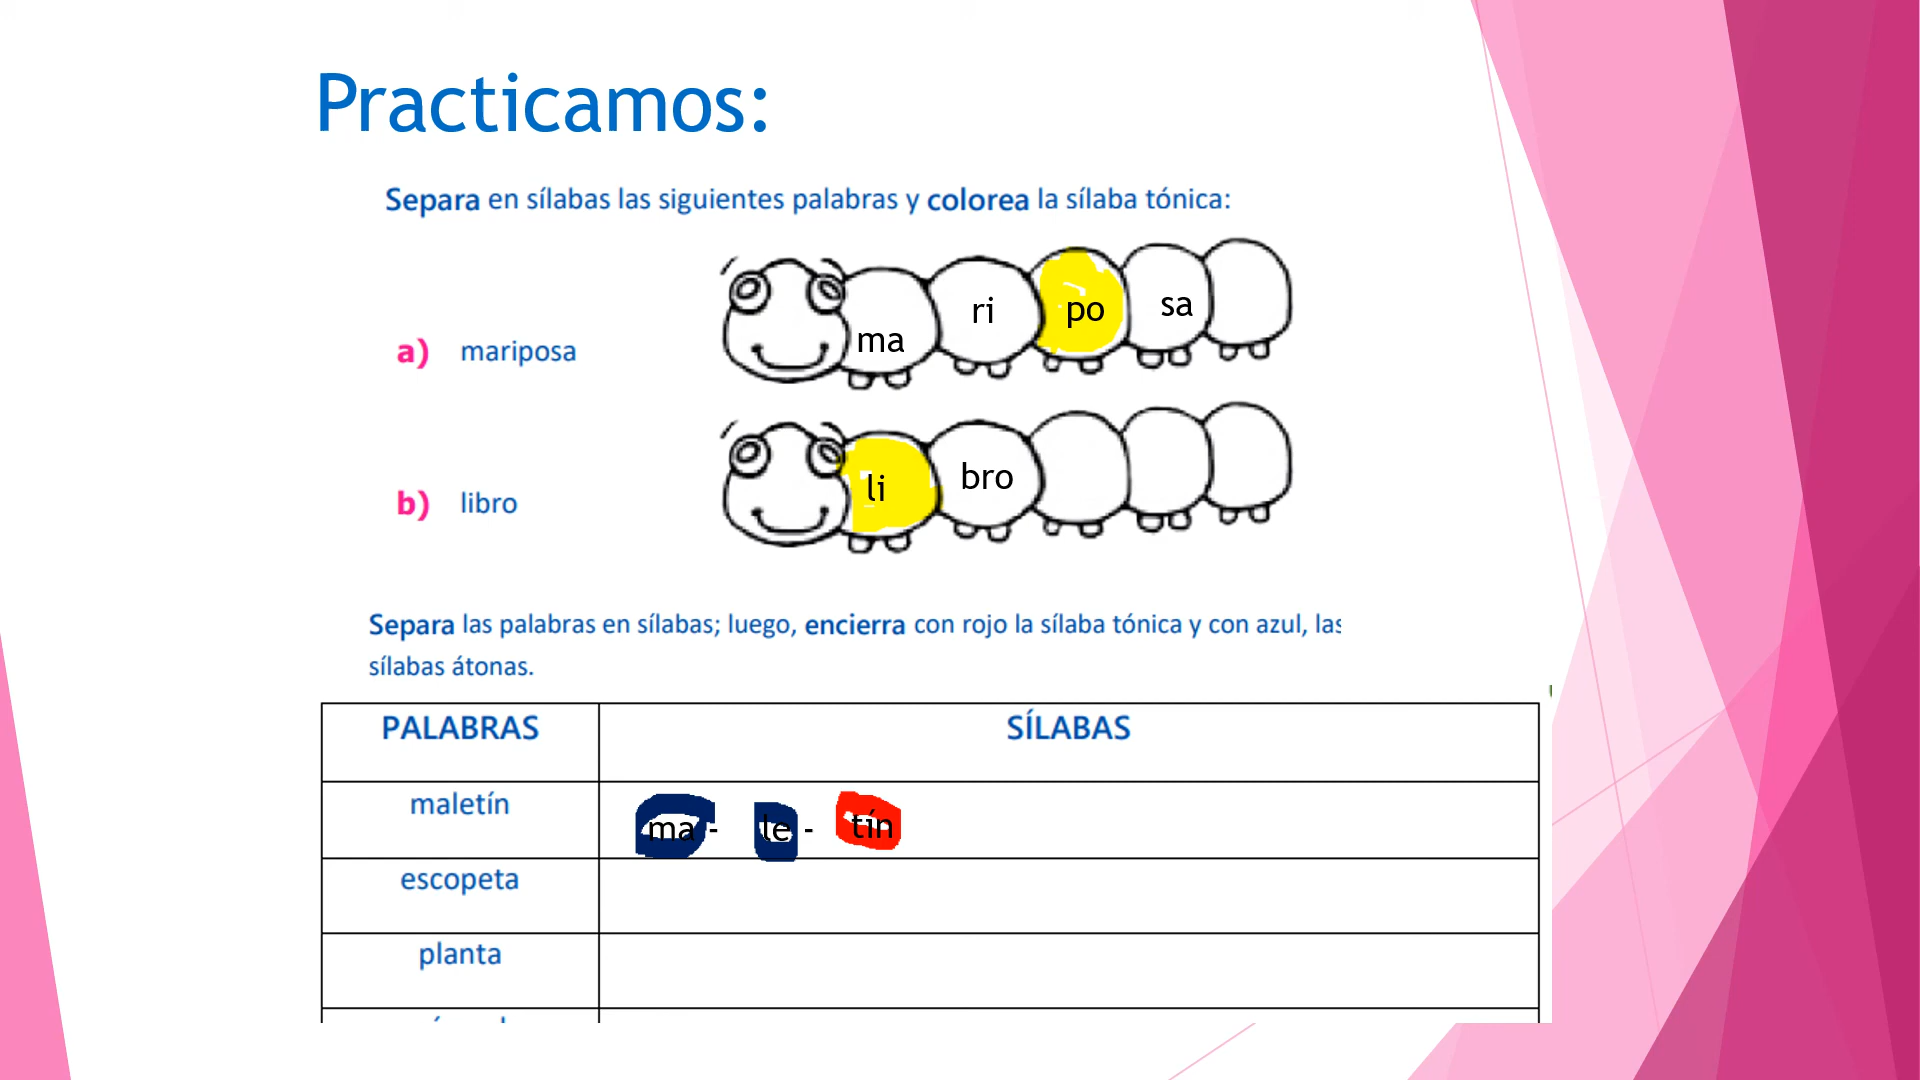 Practicamos:
Separa en sílabas las siguientes palabras y colorea la sílaba tónica:
a) mariposa
ma ri po sa
b) libro
li bro
Separa las palabras en sílabas; luego, encierra con rojo la sílaba tónica y con azul, las
sílabas átonas.
PALABRAS SÍLABAS
maletín ma - le - tín
escopeta
planta